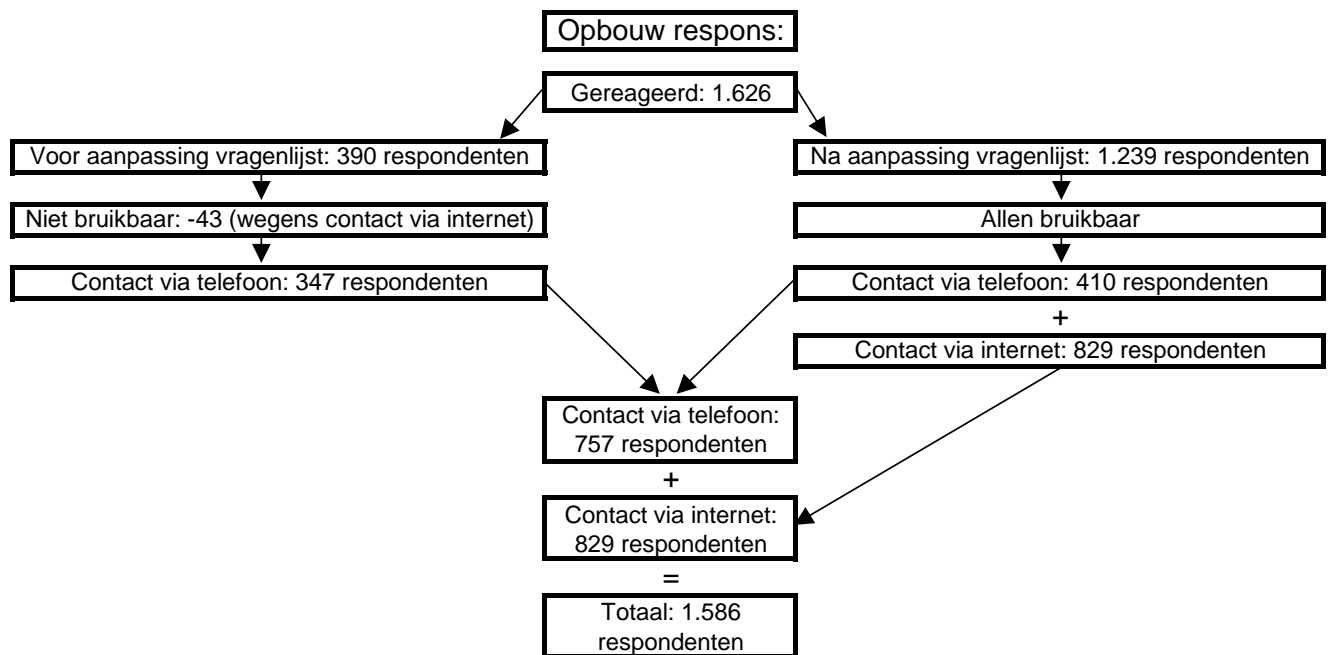 Opbouw respons:
Gereageerd: 1.626
Voor aanpassing vragenlijst: 390 respondenten
Na aanpassing vragenlijst: 1.239 respondenten
Niet bruikbaar: -43 (wegens contact via internet)
Allen bruikbaar
Contact via telefoon: 347 respondenten
Contact via telefoon: 410 respondenten
+
Contact via internet: 829 respondenten
Contact via telefoon:
757 respondenten
+
Contact via internet:
829 respondenten
=
Totaal: 1.586
respondenten